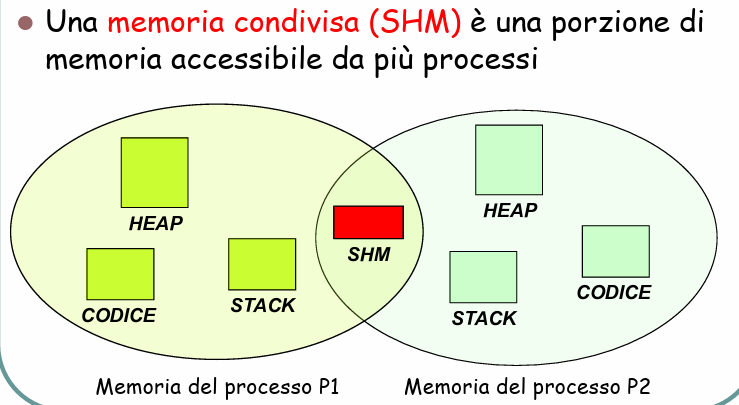 Una memoria condivisa (SHM) è una porzione di
memoria accessibile da più processi
HEAP
CODICE
STACK
SHM
HEAP
STACK
CODICE
Memoria del processo P1
Memoria del processo P2